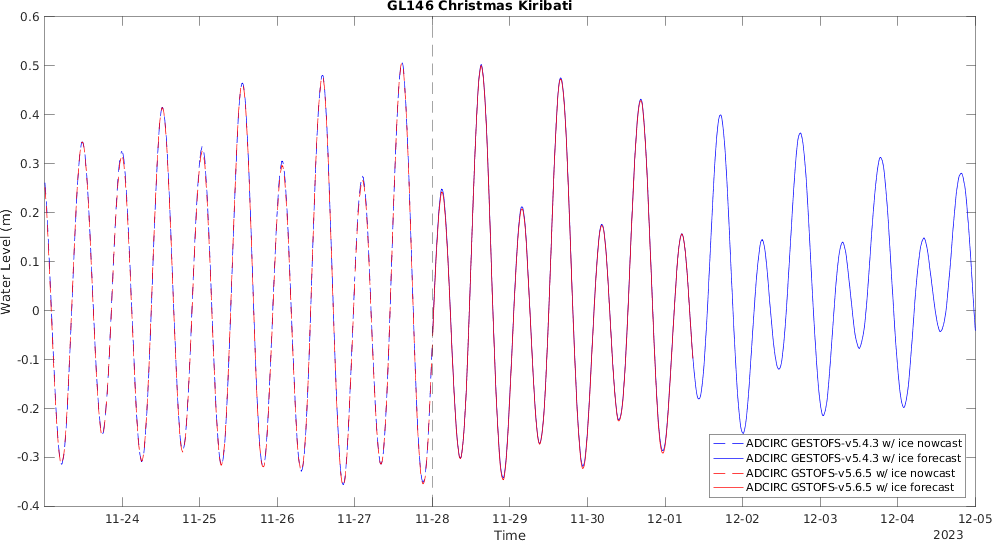 GL146 Christmas Kiribati
Water Level (m)
0.6
0.5
0.4
0.3
0.2
0.1
0
-0.1
-0.2
-0.3
-0.4
ADCIRC GESTOFS-v5.4.3 w/ ice nowcast
ADCIRC GESTOFS-v5.4.3 w/ ice forecast
ADCIRC GSTOFS-v5.6.5 w/ ice nowcast
ADCIRC GSTOFS-v5.6.5 w/ ice forecast
11-24 11-25 11-26 11-27 11-28 11-29 11-30 12-01 12-02 12-03 12-04 12-05
Time
2023